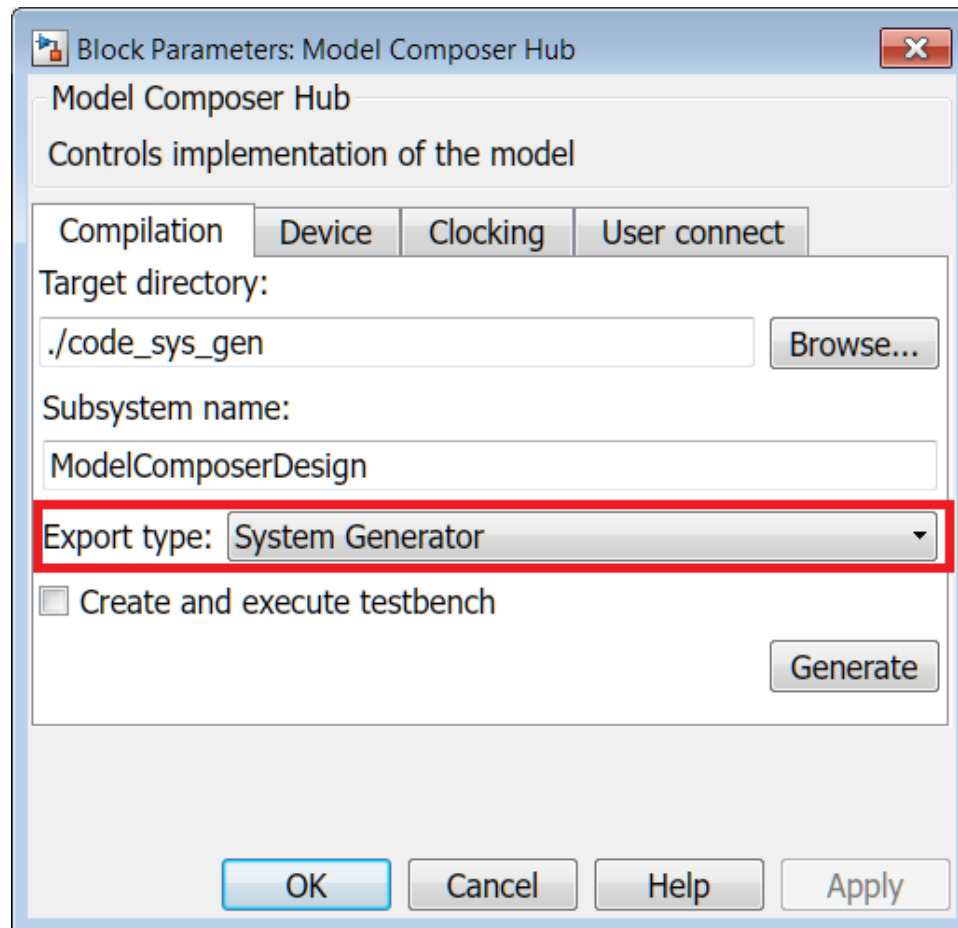 Block Parameters: Model Composer Hub
Model Composer Hub
Controls implementation of the model
Compilation Device Clocking User connect
Target directory:
./code_sys_gen Browse...
Subsystem name:
ModelComposerDesign
Export type: System Generator
Create and execute testbench
Generate
OK Cancel Help Apply